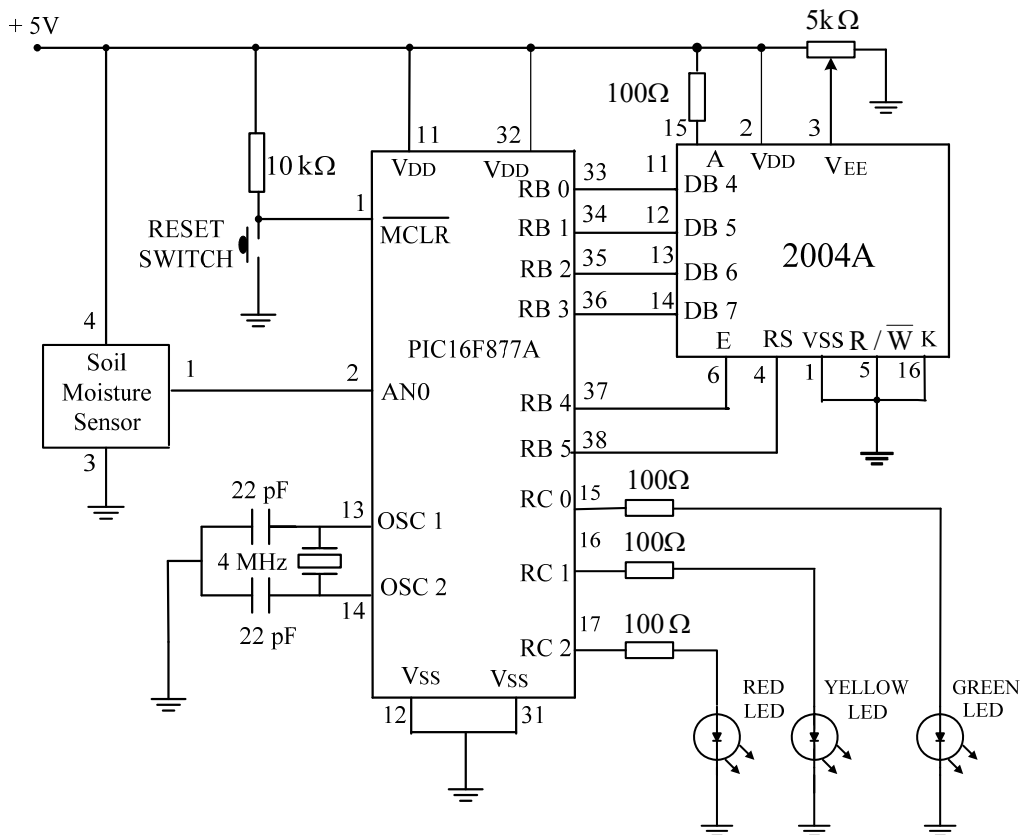 + 5V
5k Ω
100Ω
15
2
3
A
VDD
VEE
11
32
VDD
VDD
10 kΩ
1
MCLR
RESET
SWITCH
RB 0
33
11
DB 4
RB 1
34
12
DB 5
RB 2
35
13
DB 6
RB 3
36
14
DB 7
2004A
E
RS
VSS
R / W
K
6
4
1
5
16
PIC16F877A
4
Soil
Moisture
Sensor
1
3
2
AN0
RB 4
37
RB 5
38
22 pF
13
OSC 1
4 MHz
OSC 2
14
22 pF
RC 0
15
100Ω
16
RC 1
100Ω
17
RC 2
100 Ω
VSS
VSS
12
31
RED
LED
YELLOW
LED
GREEN
LED